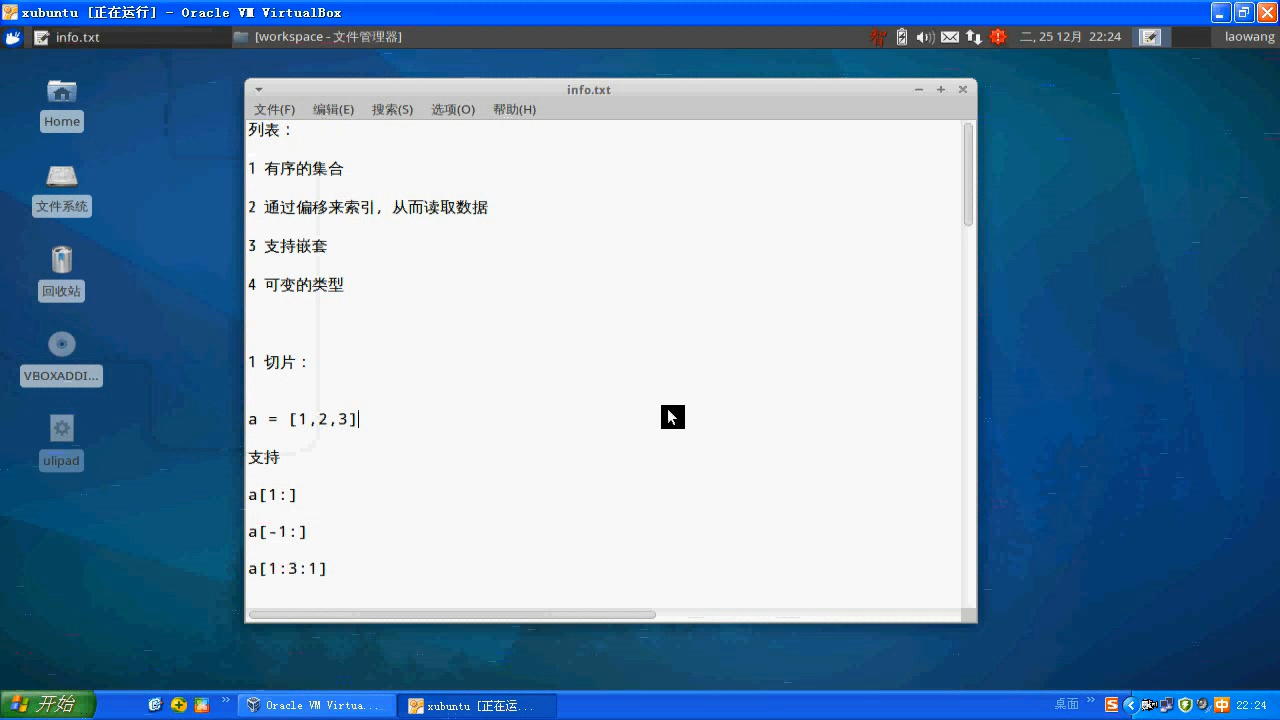 xubuntu [正在运行] - Oracle VM VirtualBox
info.txt
[workspace - 文件管理器]
二, 25 12月 22:24
laowang
info.txt
文件(F) 编辑(E) 搜索(S) 选项(O) 帮助(H)
Home
文件系统
回收站
VBOXADDI...
ulipad
列表：
1 有序的集合
2 通过偏移来索引，从而读取数据
3 支持嵌套
4 可变的类型
1 切片：
a = [1,2,3]
支持
a[1:]
a[-1:]
a[1:3:1]
开始
Oracle VM Virtua...
xubuntu [正在运...
桌面
中
22:24